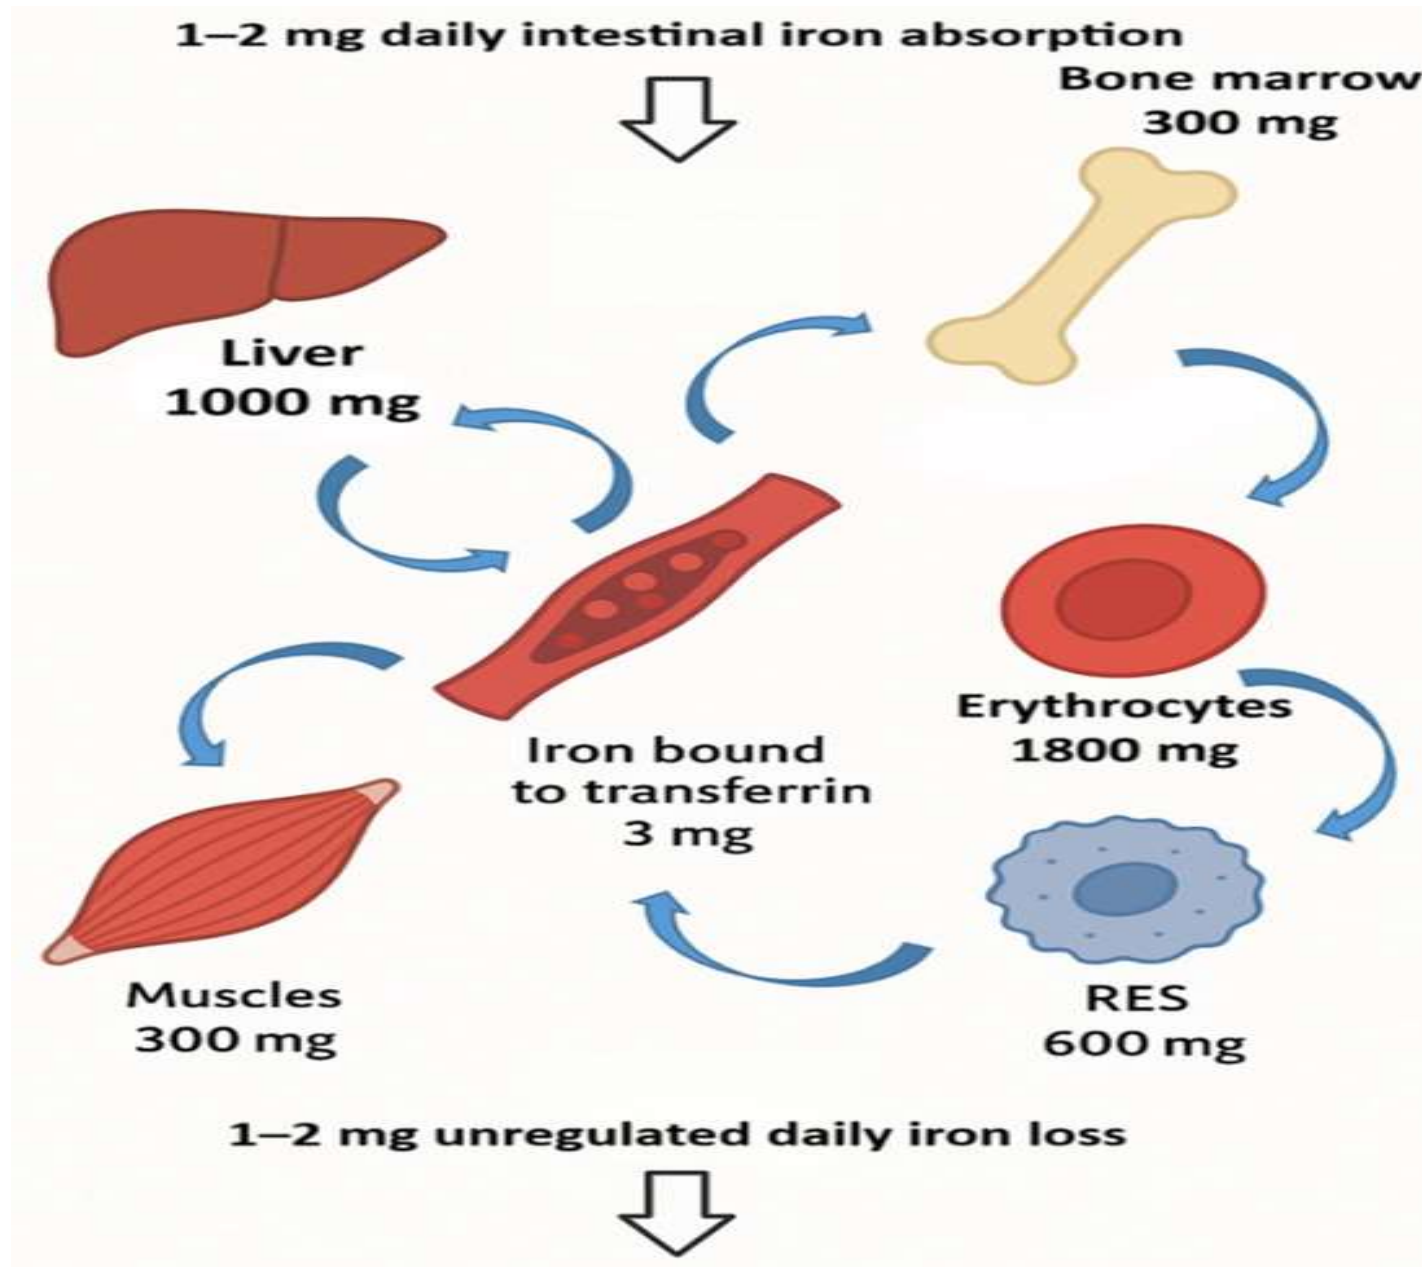 1–2 mg daily intestinal iron absorption
Bone marrow
300 mg
Liver
1000 mg
Erythrocytes
1800 mg
Iron bound
to transferrin
3 mg
Muscles
300 mg
RES
600 mg
1–2 mg unregulated daily iron loss